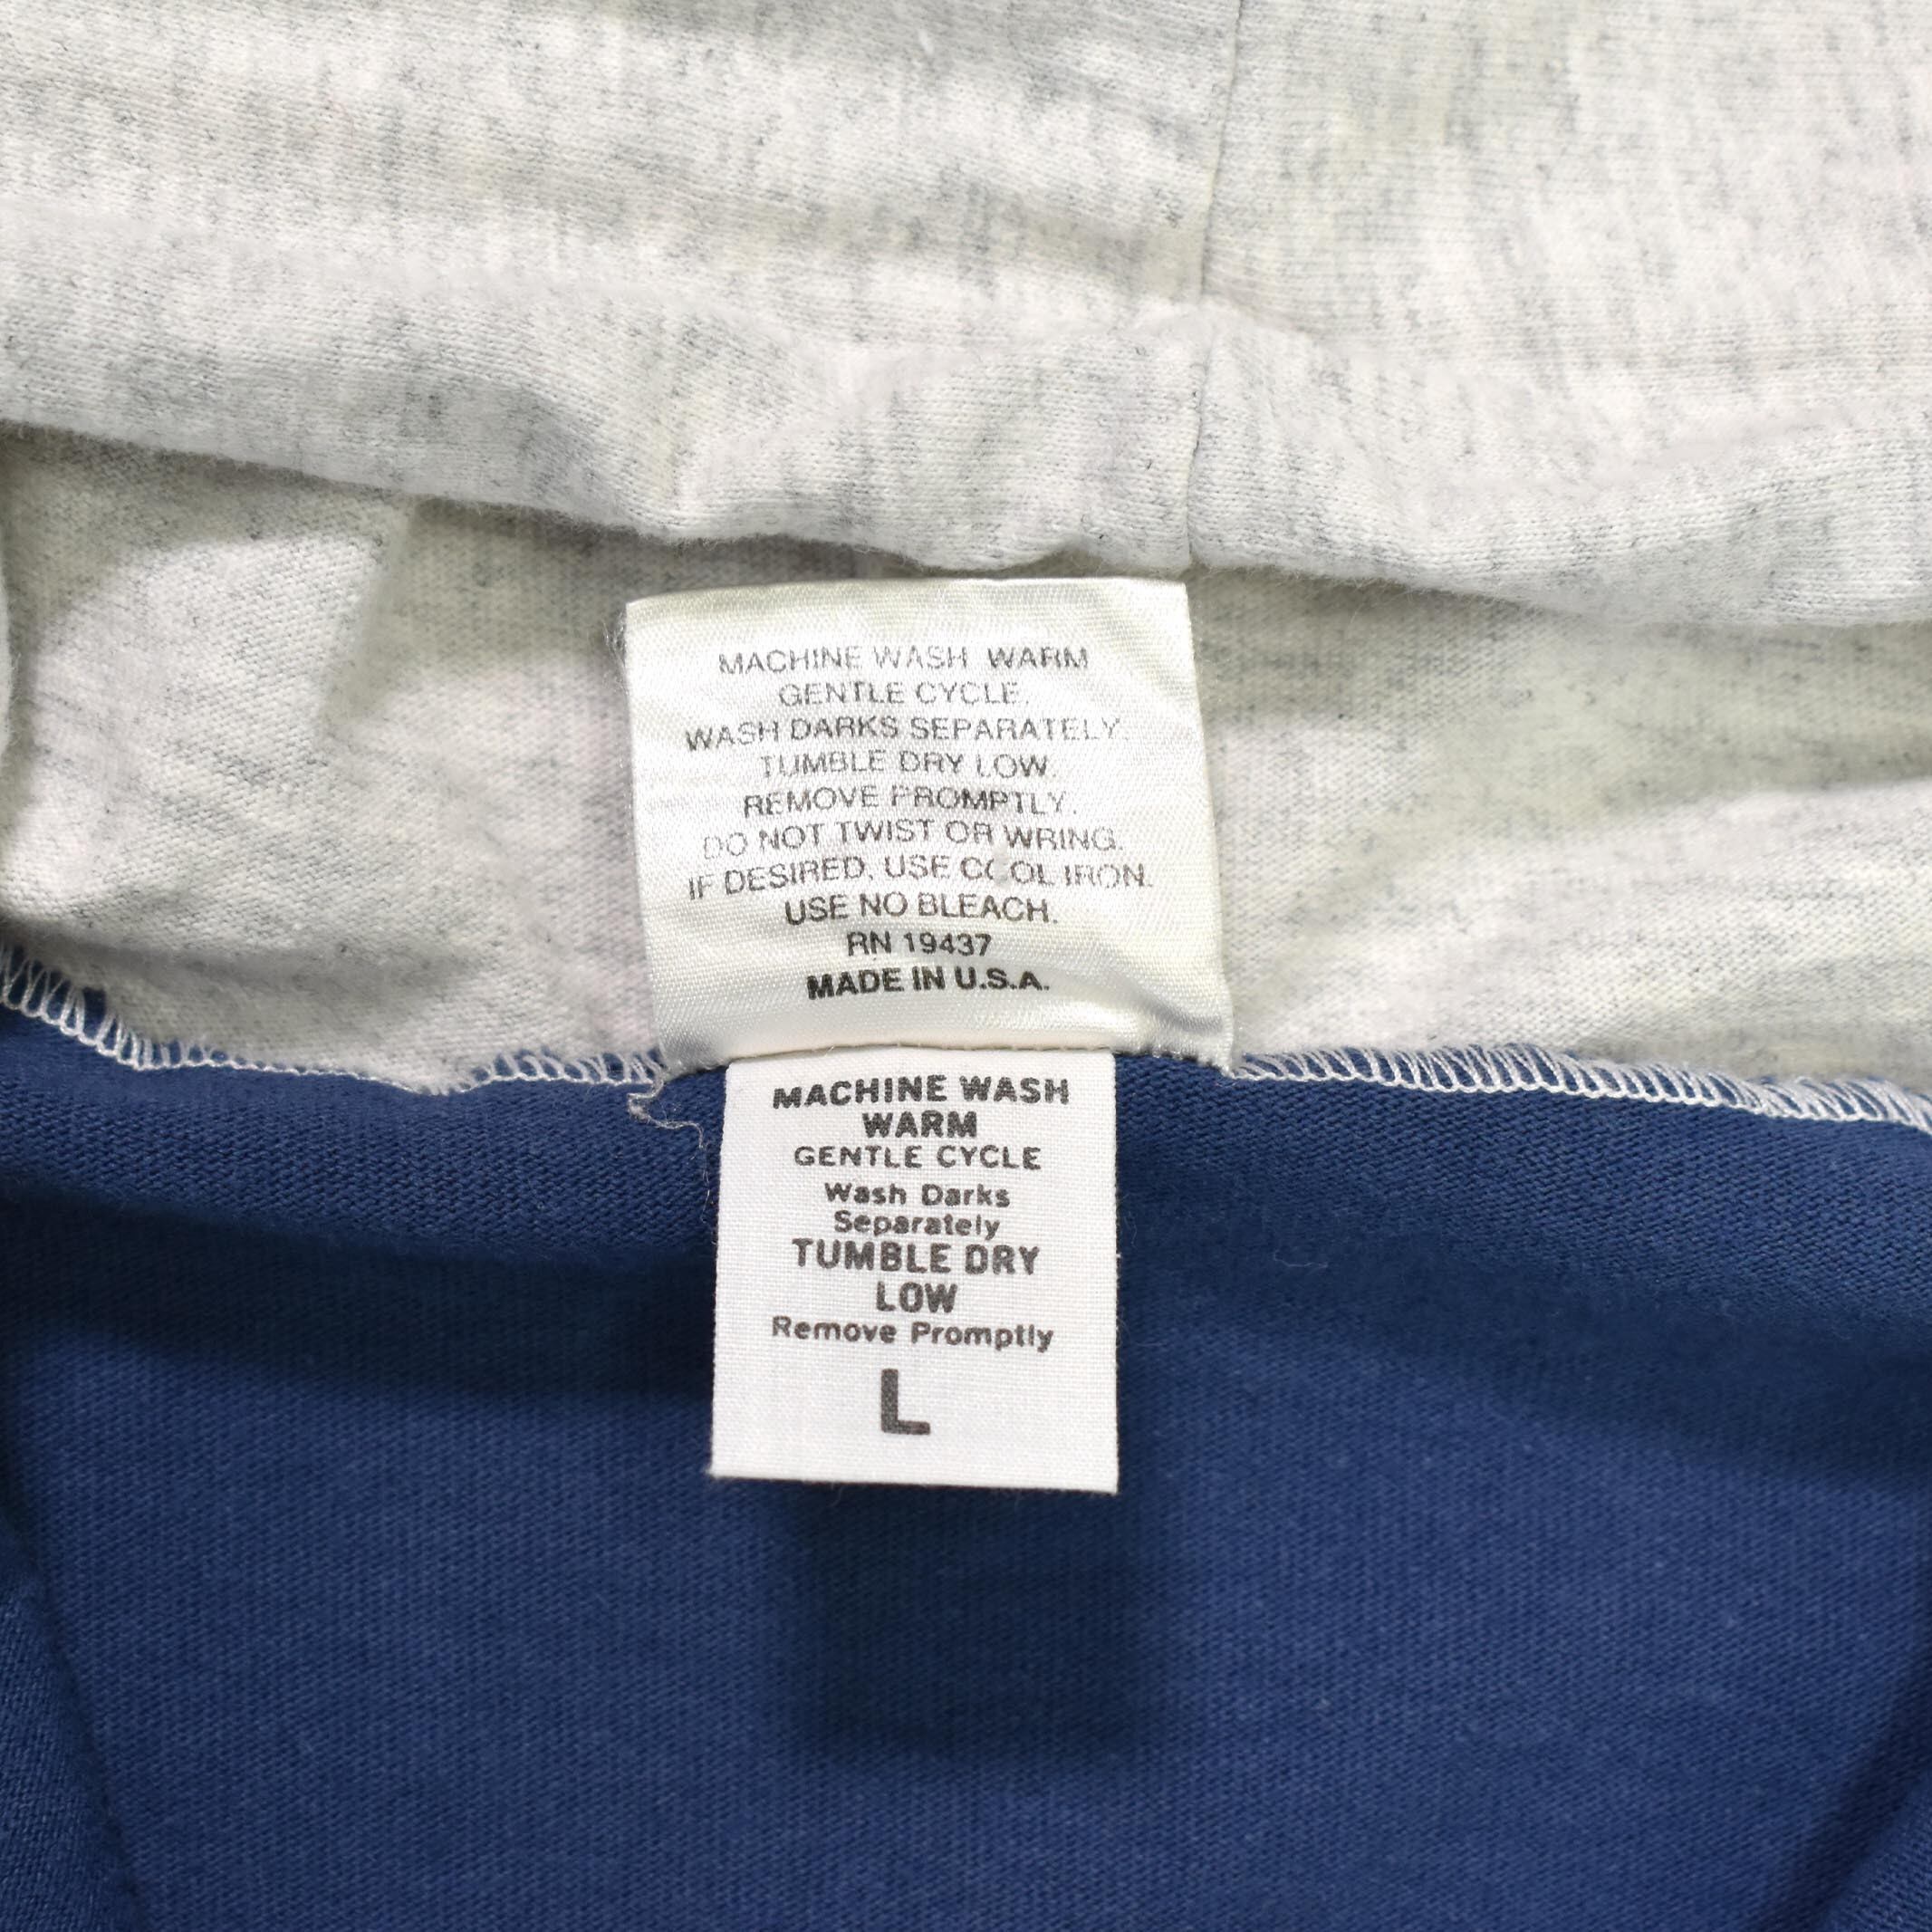 MACHINE WASH WARM
GENTLE CYCLE.
WASH DARKS SEPARATELY.
TUMBLE DRY LOW.
REMOVE PROMPTLY.
DO NOT TWIST OR WRING.
IF DESIRED, USE COOL IRON.
USE NO BLEACH.
RN 19437
MADE IN U.S.A.
MACHINE WASH
WARM
GENTLE CYCLE
Wash Darks
Separately
TUMBLE DRY
LOW
Remove Promptly
L